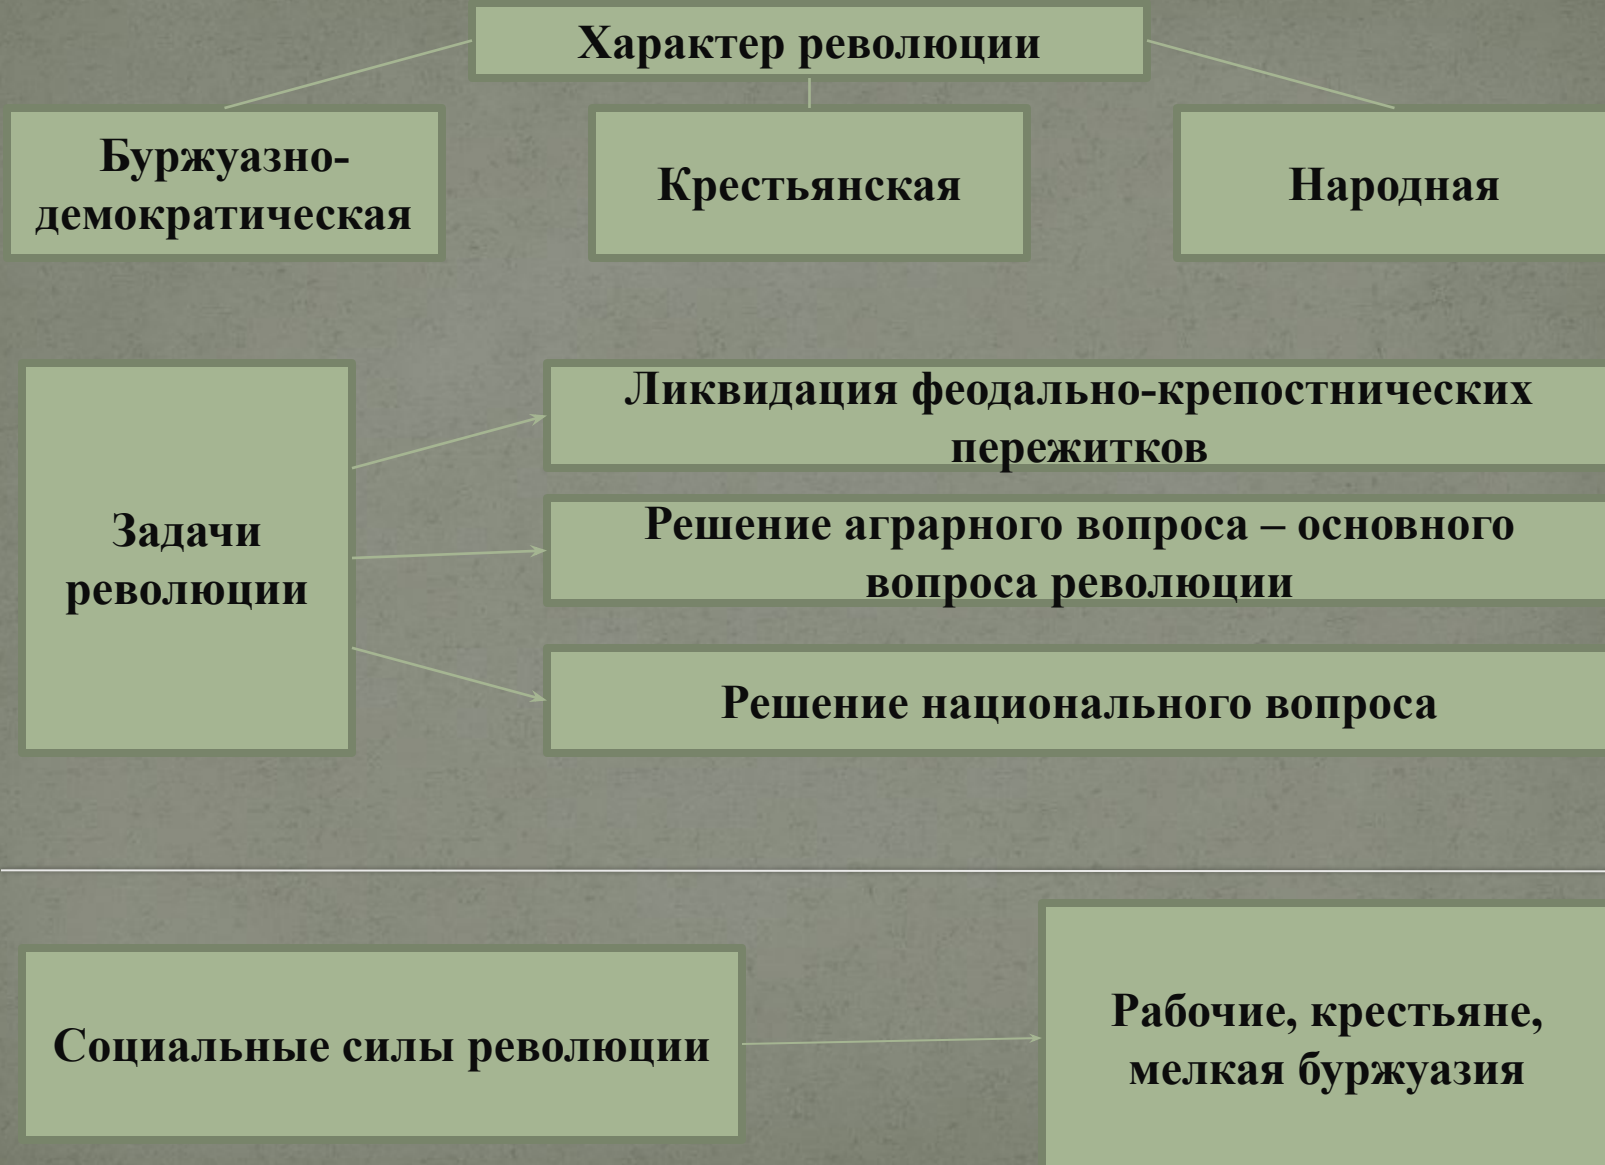 Характер революции
Буржуазно-
демократическая
Крестьянская
Народная
Задачи
революции
Ликвидация феодально-крепостнических
пережитков
Решение аграрного вопроса – основного
вопроса революции
Решение национального вопроса
Социальные силы революции
Рабочие, крестьяне,
мелкая буржуазия